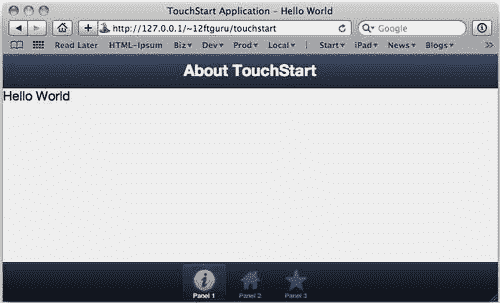 TouchStart Application - Hello World
http://127.0.0.1/~12ftguru/touchstart
Google
Read Later HTML-Ipsum Biz Dev Prod Local Start iPad News Blogs
About TouchStart
Hello World
Panel 1 Panel 2 Panel 3